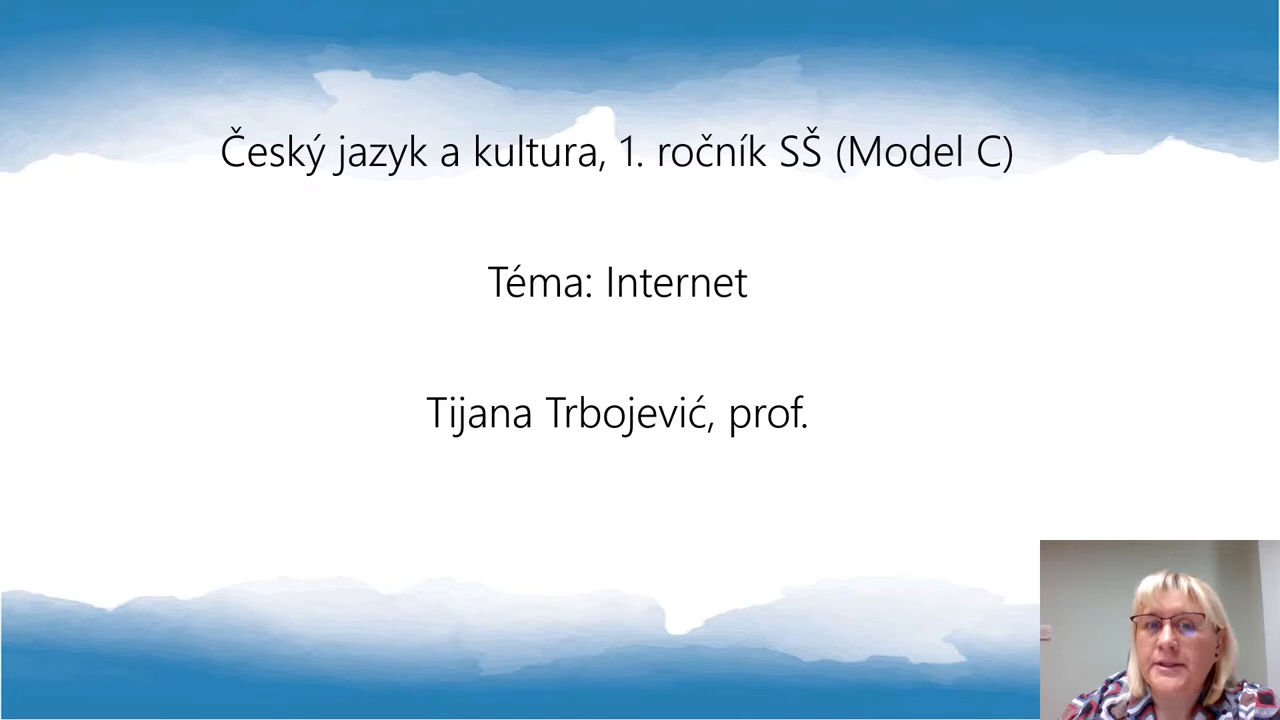 Český jazyk a kultura, 1. ročník SŠ (Model C)
Téma: Internet
Tijana Trbojević, prof.